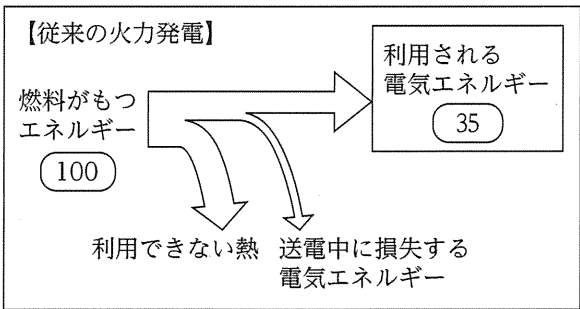 【従来の火力発電】
燃料がもつ
エネルギー
100
利用される
電気エネルギー
35
利用できない熱
送電中に損失する
電気エネルギー